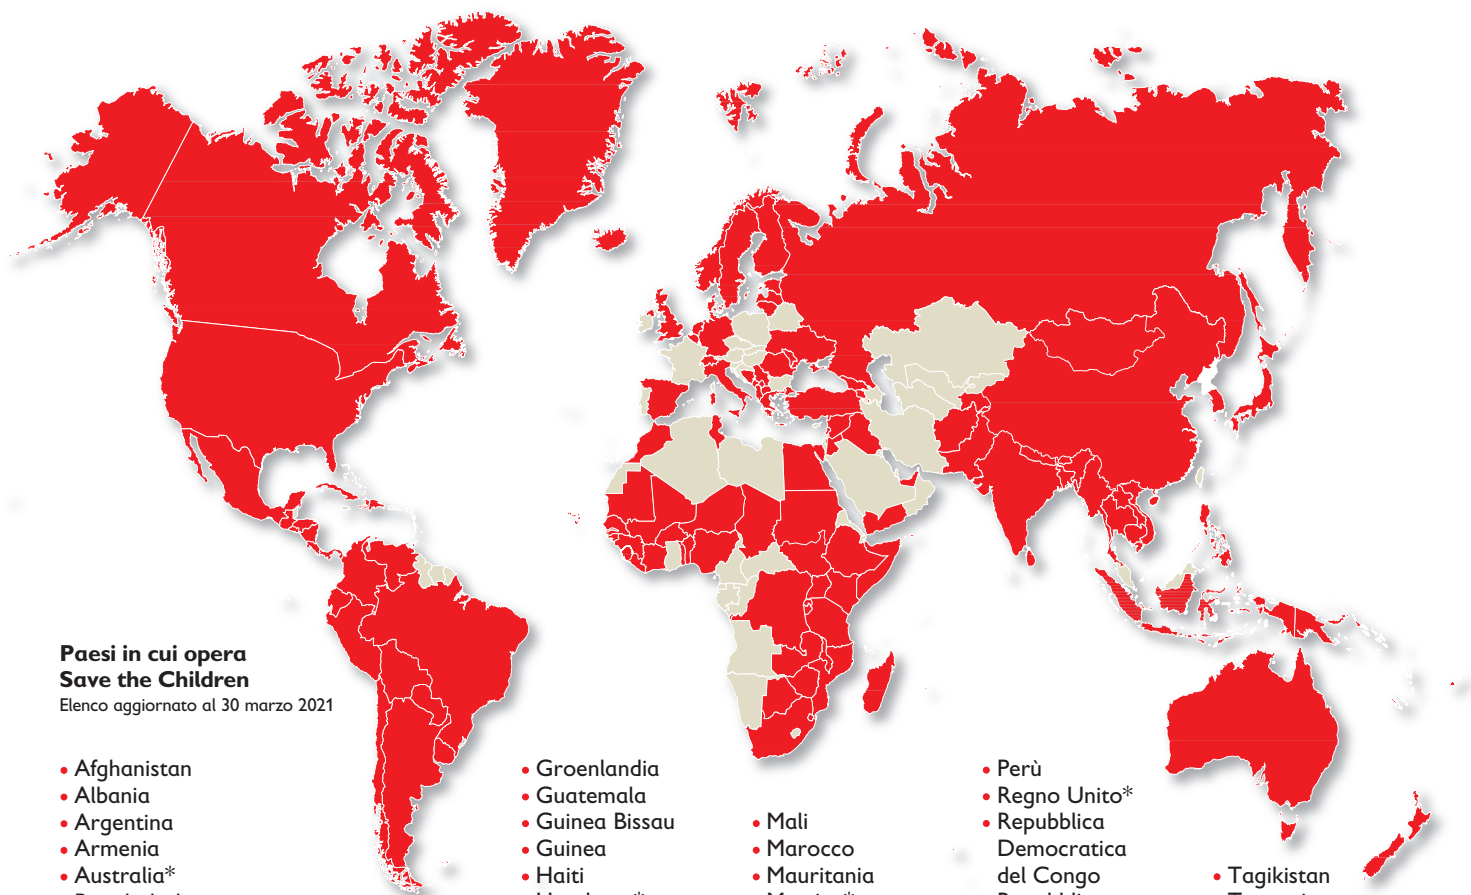 Paesi in cui opera
Save the Children
Elenco aggiornato al 30 marzo 2021
• Afghanistan
• Albania
• Argentina
• Armenia
• Australia*
• Groenlandia
• Guatemala
• Guinea Bissau
• Guinea
• Haiti
• Mali
• Marocco
• Mauritania
• Perù
• Regno Unito*
• Repubblica
Democratica
del Congo
• Tagikistan